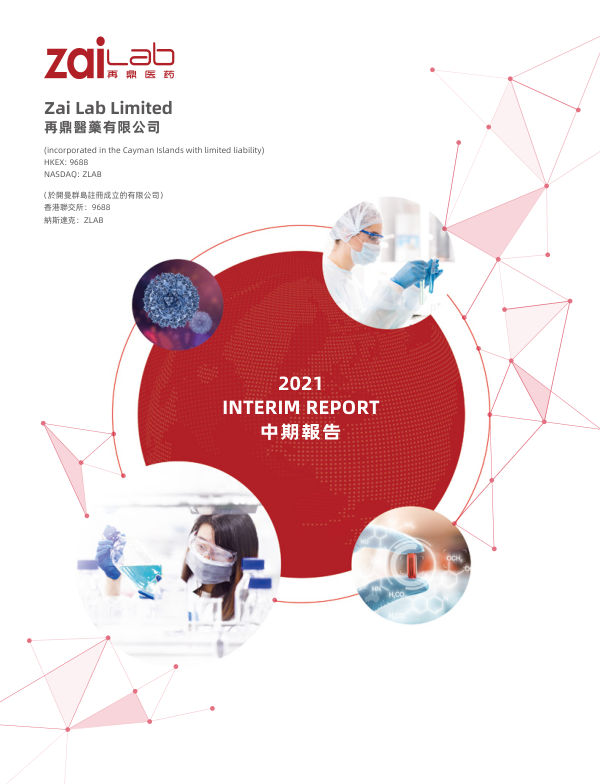 zai Lab
再鼎医药
Zai Lab Limited
再鼎醫藥有限公司
(incorporated in the Cayman Islands with limited liability)
HKEX: 9688
NASDAQ: ZLAB
(於開曼群島註冊成立的有限公司)
香港聯交所：9688
納斯達克：ZLAB
2021
INTERIM REPORT
中期報告
OCH₃
HN
H₃CO